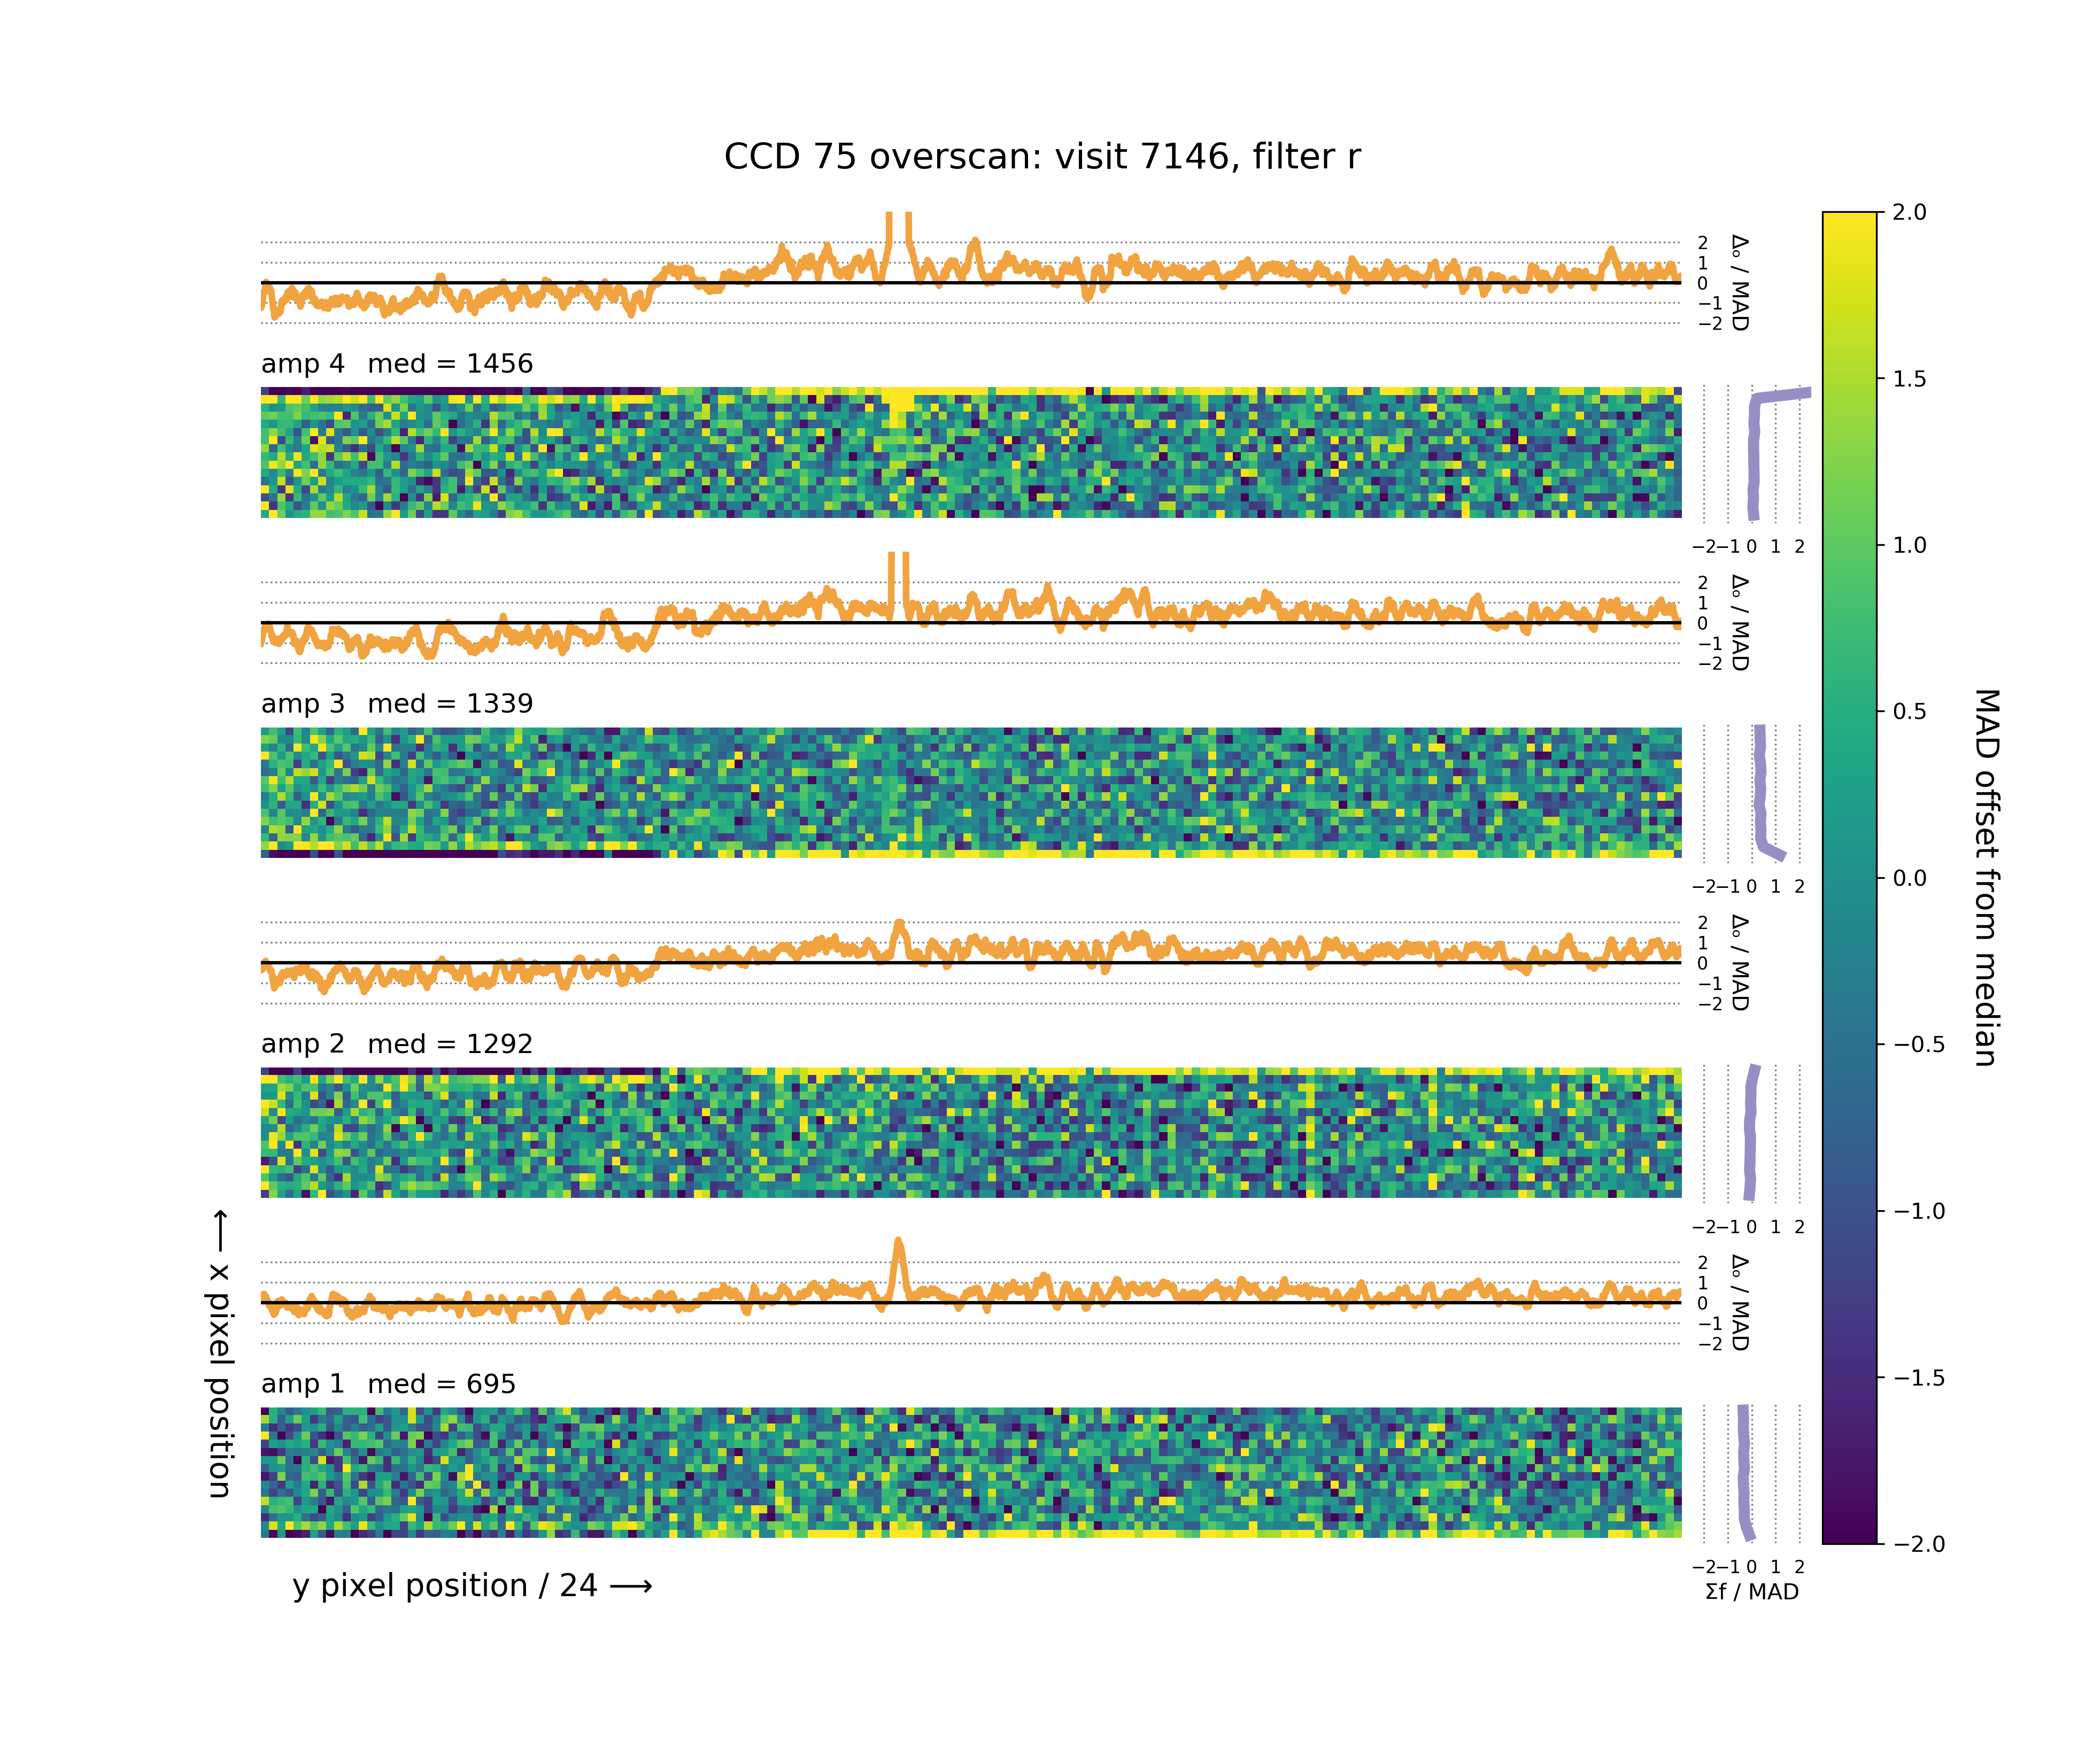 CCD 75 overscan: visit 7146, filter r
2
1
0
−1
−2
Δₒ / MAD
amp 4 med = 1456
−2 −1 0 1 2
2
1
0
−1
−2
Δₒ / MAD
amp 3 med = 1339
−2 −1 0 1 2
2
1
0
−1
−2
Δₒ / MAD
amp 2 med = 1292
−2 −1 0 1 2
2
1
0
−1
−2
Δₒ / MAD
amp 1 med = 695
−2 −1 0 1 2
Σf / MAD
y pixel position / 24 ⟶
⟵ x pixel position
2.0
1.5
1.0
0.5
0.0
−0.5
−1.0
−1.5
−2.0
MAD offset from median